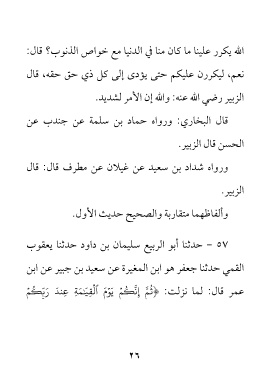 الله يكرر علينا ما كان منا في الدنيا مع خواص الذنوب؟ قال:
نعم، ليكررن عليكم حتى يؤدى إلى كل ذي حق حقه، قال
الزبير رضي الله عنه: والله إن الأمر لشديد.
قال البخاري: ورواه حماد بن سلمة عن جندب عن
الحسن قال الزبير.
ورواه شداد بن سعيد عن غيلان عن مطرف قال: قال
الزبير.
وألفاظهما متقاربة والصحيح حديث الأول.
٥٧ - حدثنا أبو الربيع سليمان بن داود حدثنا يعقوب
القمي حدثنا جعفر هو ابن المغيرة عن سعيد بن جبير عن ابن
عمر قال: لما نزلت: ﴿ثُمَّ إِنَّكُمْ يَوْمَ ٱلْقِيَـٰمَةِ عِندَ رَبِّكُمْ
٢٦